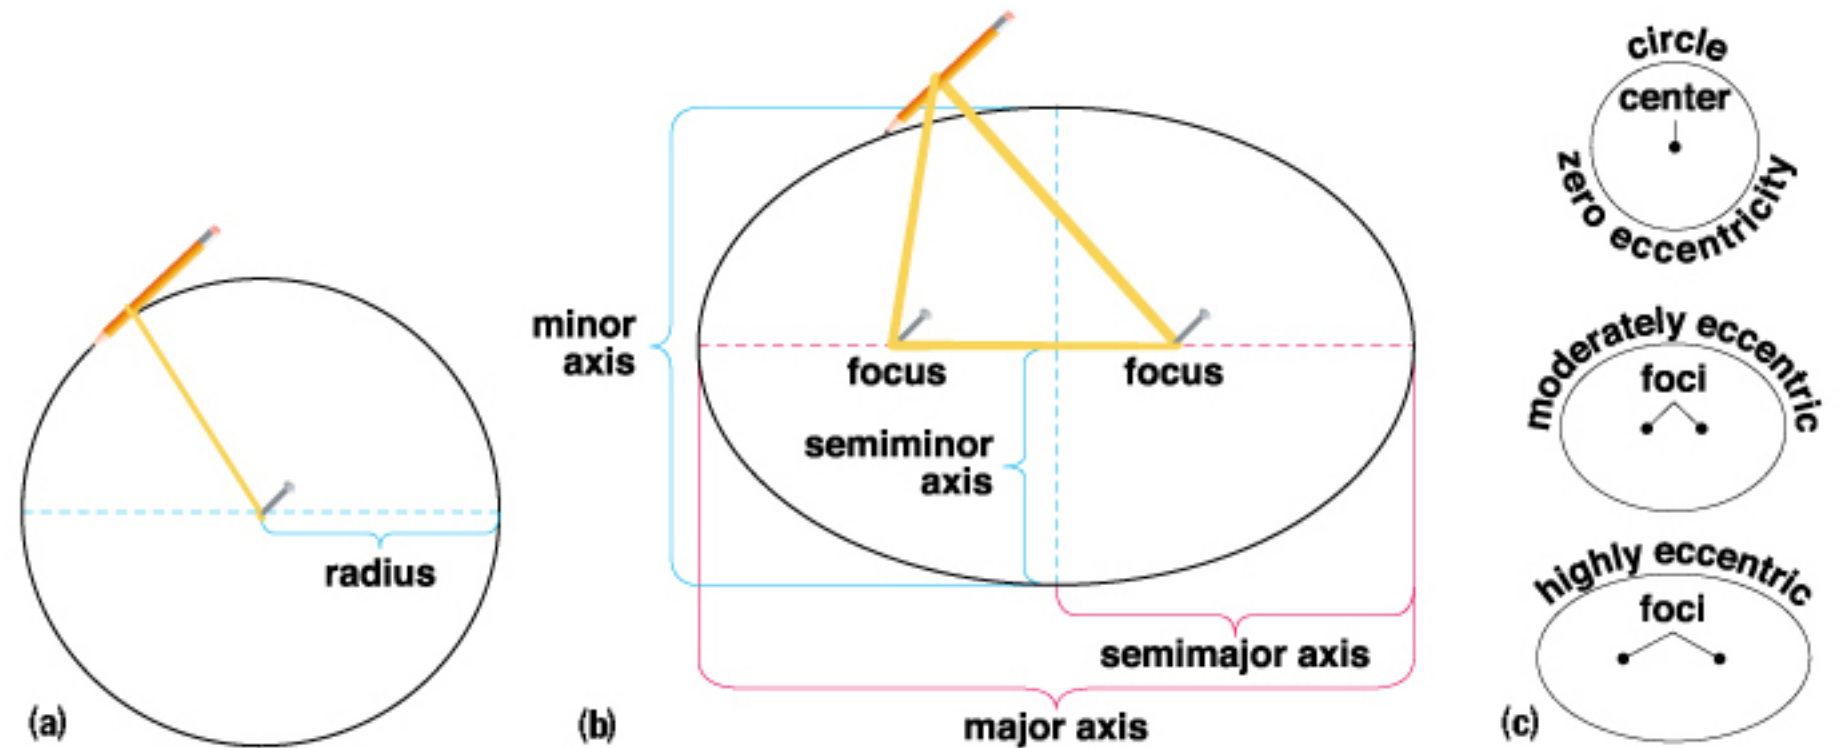 radius
(a)
minor
axis
focus
focus
semiminor
axis
semimajor axis
major axis
(b)
circle
center
zero eccentricity
moderately eccentric
foci
highly eccentric
foci
(c)